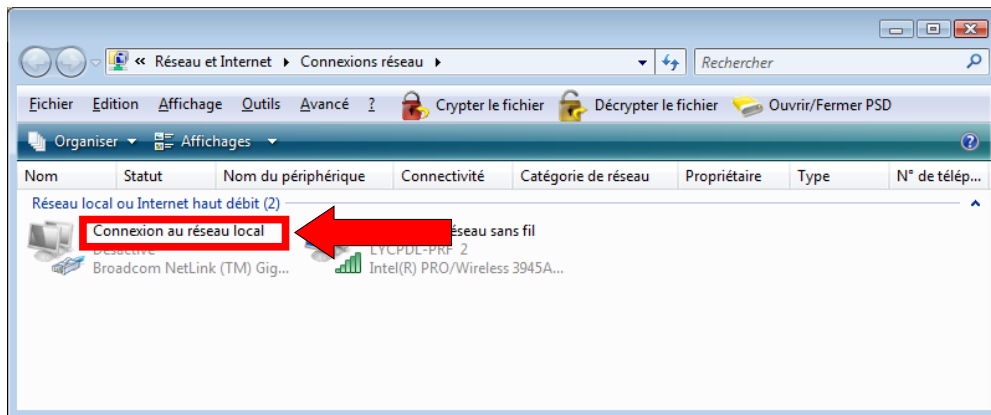 « Réseau et Internet Connexions réseau Rechercher
Fichier Edition Affichage Outils Avancé ? Crypter le fichier Décrypter le fichier Ouvrir/Fermer PSD
Organiser Affichages ?
Nom Statut Nom du périphérique Connectivité Catégorie de réseau Propriétaire Type N° de télép...
Réseau local ou Internet haut débit (2)
Connexion au réseau local réseau sans fil
Désactivé LYCPDL-PRF 2
Broadcom NetLink (TM) Gig... Intel(R) PRO/Wireless 3945A...